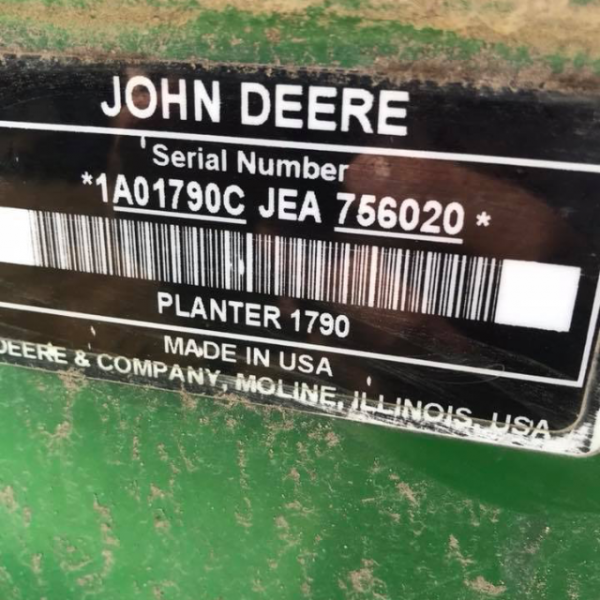 JOHN DEERE
Serial Number
*1A01790C JEA 756020*
PLANTER 1790
MADE IN USA
DEERE & COMPANY, MOLINE, ILLINOIS, USA